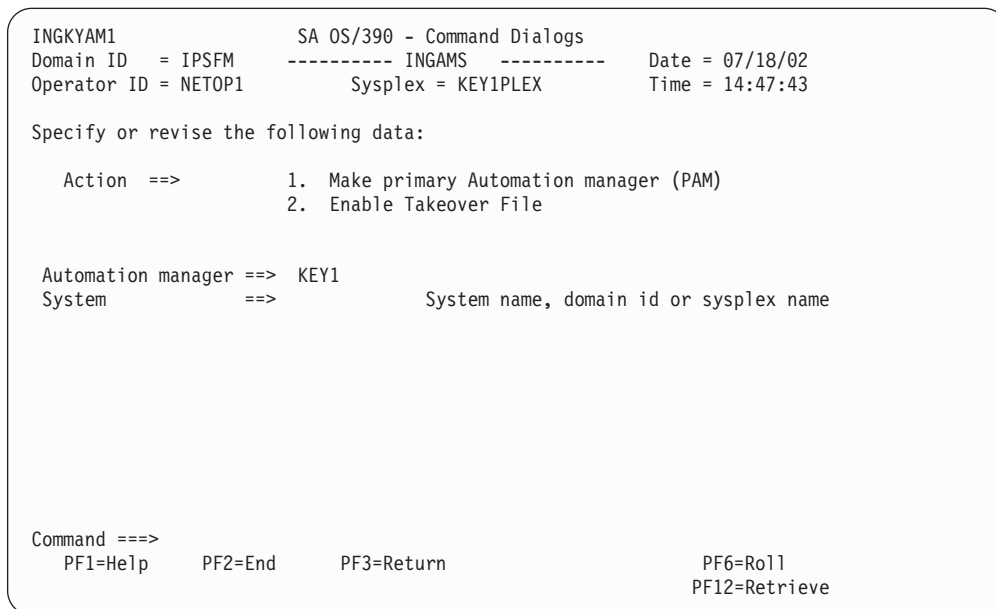 INGKYAM1                 SA OS/390 - Command Dialogs
Domain ID   = IPSFM     ---------- INGAMS   ----------    Date = 07/18/02
Operator ID = NETOP1          Sysplex = KEY1PLEX          Time = 14:47:43
Specify or revise the following data:
Action  ==>          1.  Make primary Automation manager (PAM)
2.  Enable Takeover File
Automation manager ==>  KEY1
System             ==>              System name, domain id or sysplex name
Command ===>
PF1=Help     PF2=End      PF3=Return                        PF6=Roll
PF12=Retrieve